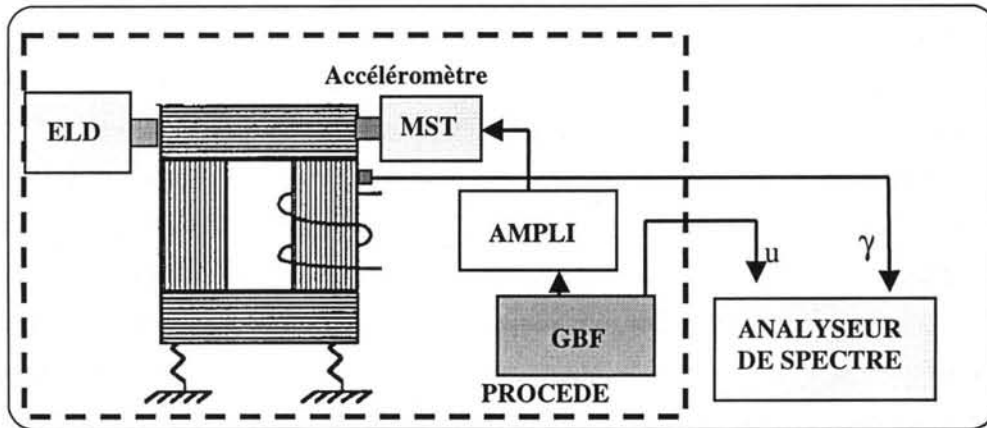 Accéléromètre
ELD
MST
AMPLI
u
γ
GBF
ANALYSEUR
DE SPECTRE
PROCEDE